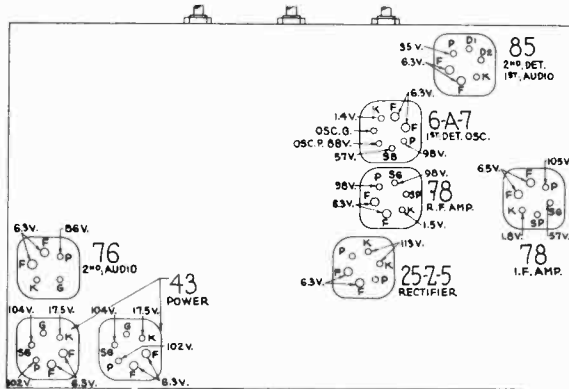 85
2ND, DET.
1ST, AUDIO
P
D1
D2
F
F
K
35 V.
6.3V.
6-A-7
1ST DET. OSC.
K
F
F
P
SG
6.3V.
1.4V.
OSC. G.
OSC. P. 88V.
57V.
98V.
78
R.F. AMP.
P
SG
SP
F
F
K
98V.
98V.
6.3V.
1.5V.
78
I.F. AMP.
F
F
P
K
SP
SG
6.5V.
105V.
1.8V.
57V.
25-Z-5
RECTIFIER
P
K
K
F
F
P
113V.
6.3V.
76
2ND, AUDIO
F
F
P
K
G
6.3V.
86V.
43
POWER
104V.
17.5V.
G
K
SG
P
F
F
102V.
6.3V.
104V.
17.5V.
G
K
SG
P
F
F
102V.
6.3V.